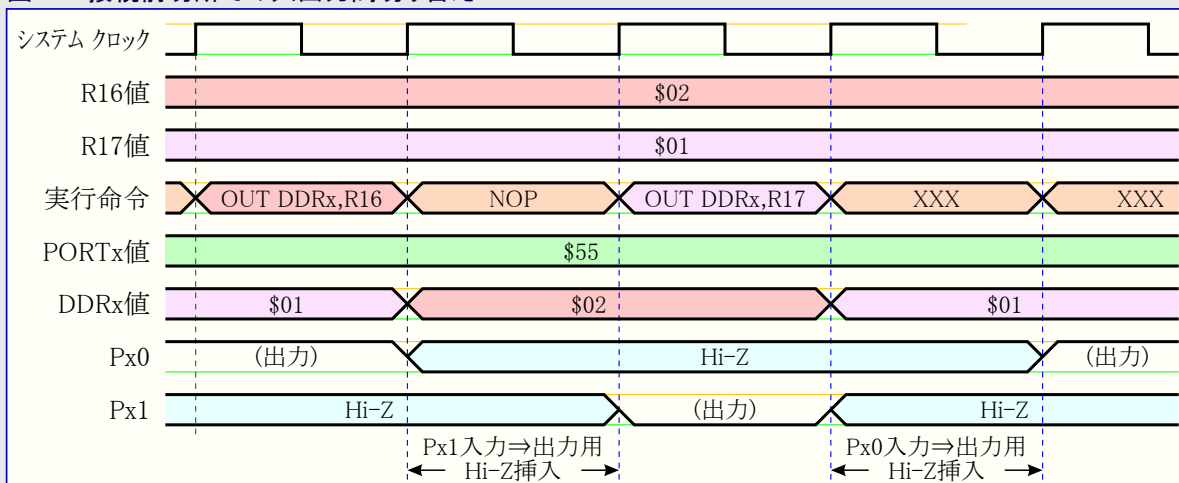 システム クロック
R16値 $02
R17値 $01
実行命令 OUT DDRx,R16 NOP OUT DDRx,R17 XXX XXX
PORTx値 $55
DDRx値 $01 $02 $01
Px0 (出力) Hi-Z (出力)
Px1 Hi-Z (出力) Hi-Z
Px1入力⇒出力用 Px0入力⇒出力用
Hi-Z挿入 Hi-Z挿入